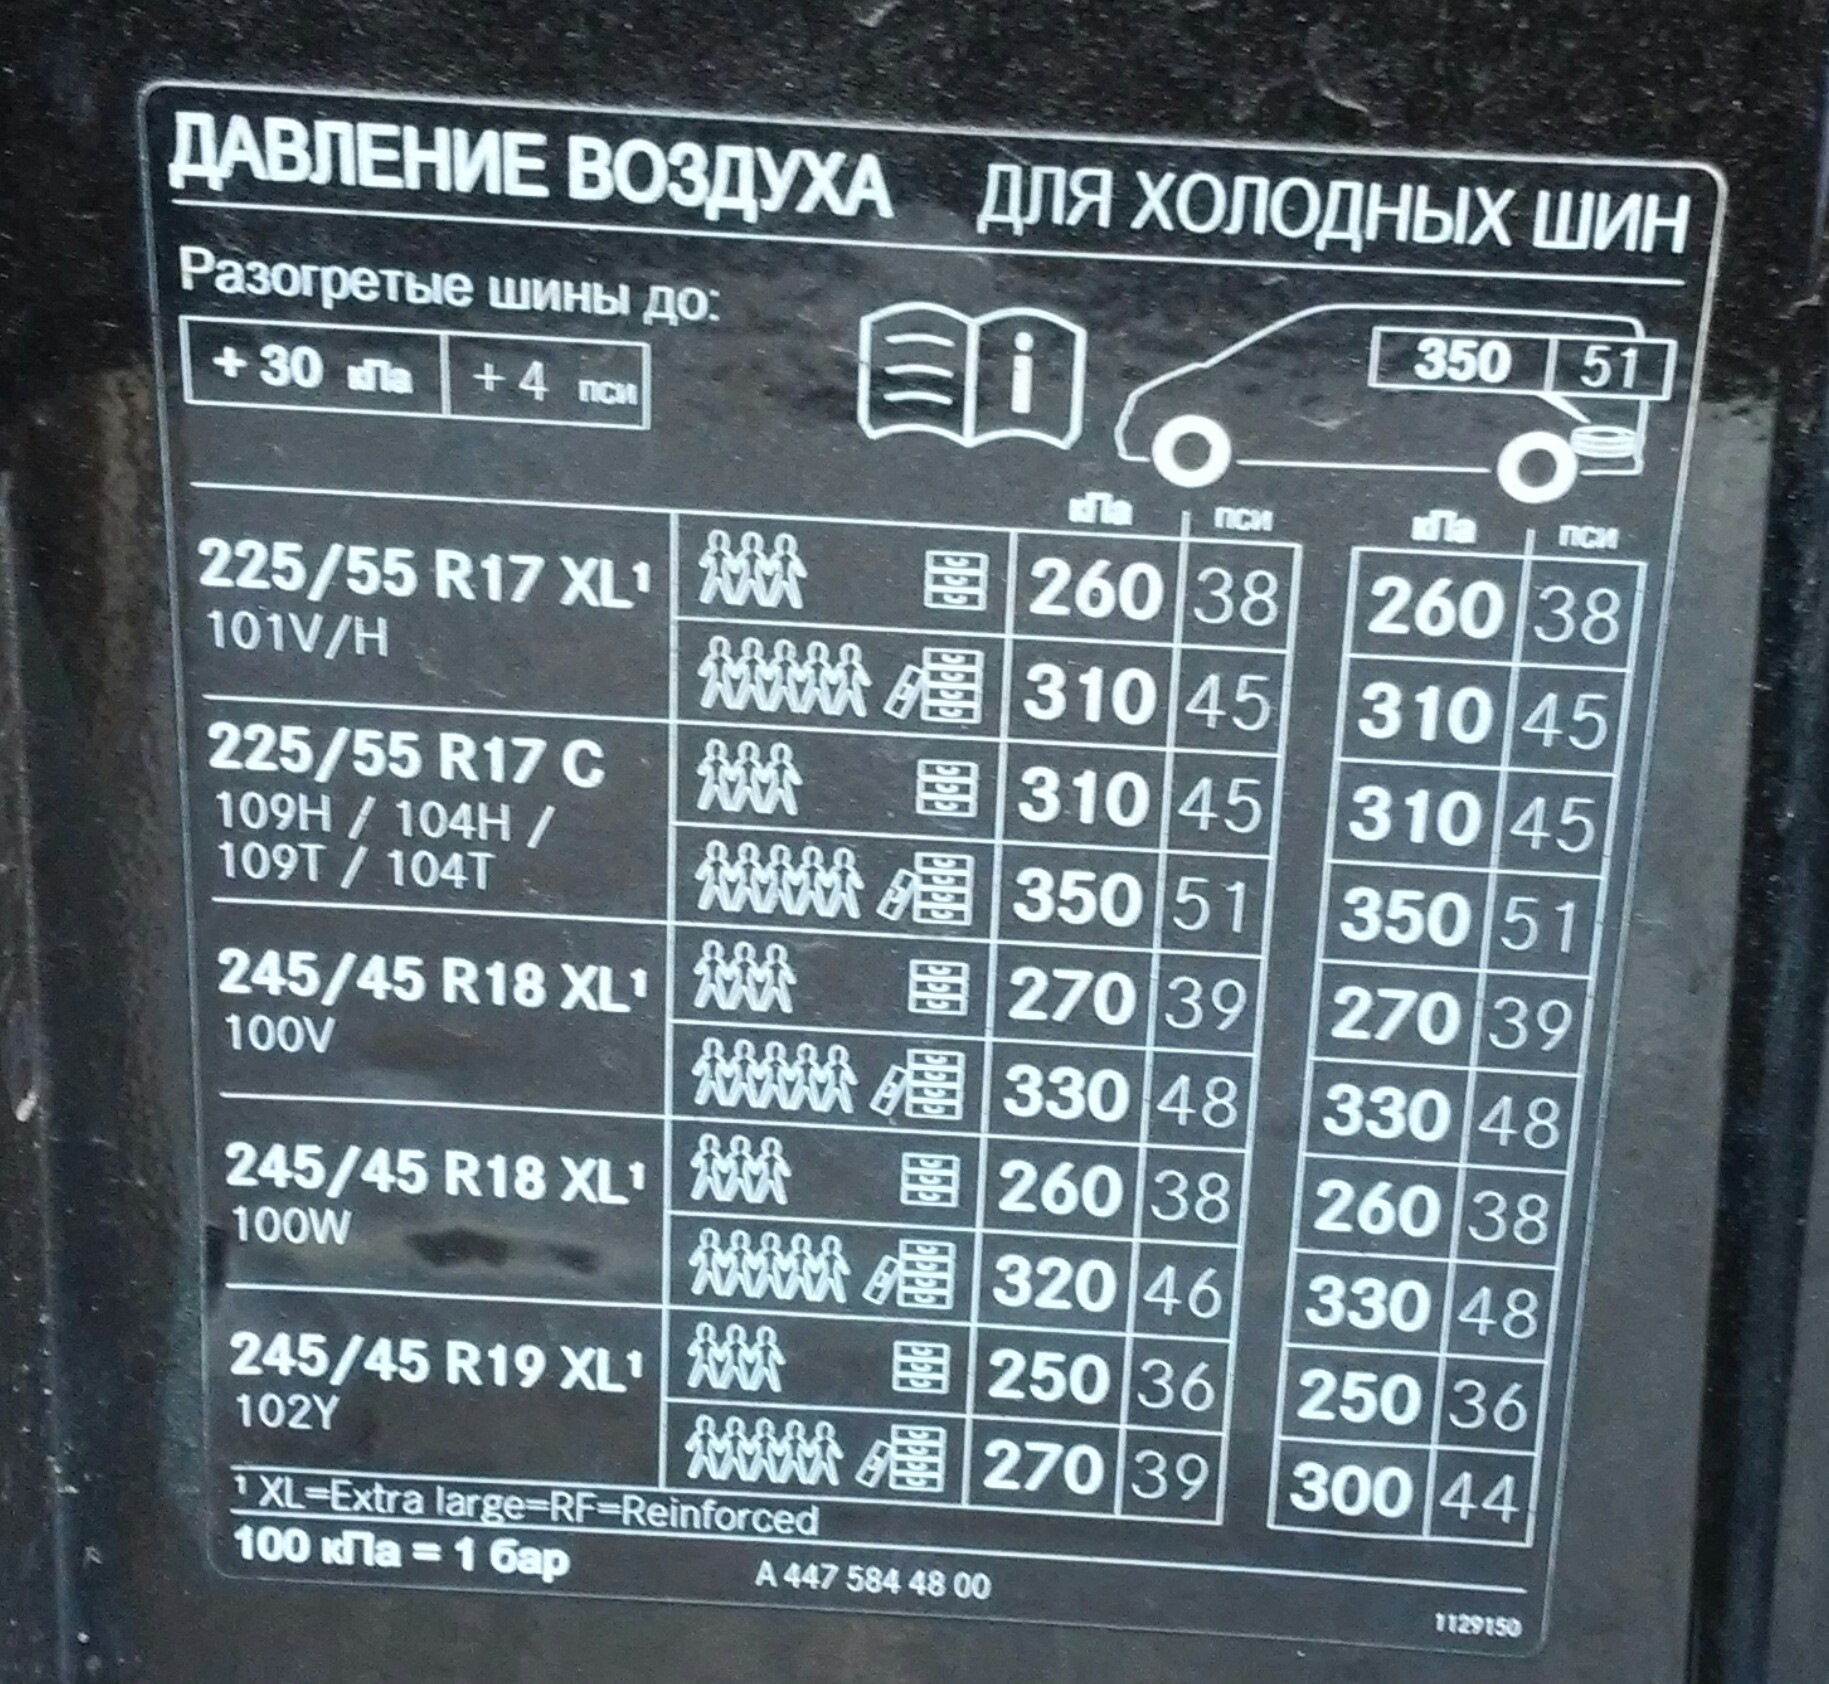 ДАВЛЕНИЕ ВОЗДУХА ДЛЯ ХОЛОДНЫХ ШИН
Разогретые шины до:
+ 30 кПа + 4 пси
i
350 51
кПа пси кПа пси
225/55 R17 XL¹
101V/H
260 38 260 38
310 45 310 45
225/55 R17 C
109H / 104H /
109T / 104T
310 45 310 45
350 51 350 51
245/45 R18 XL¹
100V
270 39 270 39
330 48 330 48
245/45 R18 XL¹
100W
260 38 260 38
320 46 330 48
245/45 R19 XL¹
102Y
250 36 250 36
270 39 300 44
¹ XL=Extra large=RF=Reinforced
100 кПа = 1 бар
A 447 584 48 00
1129150